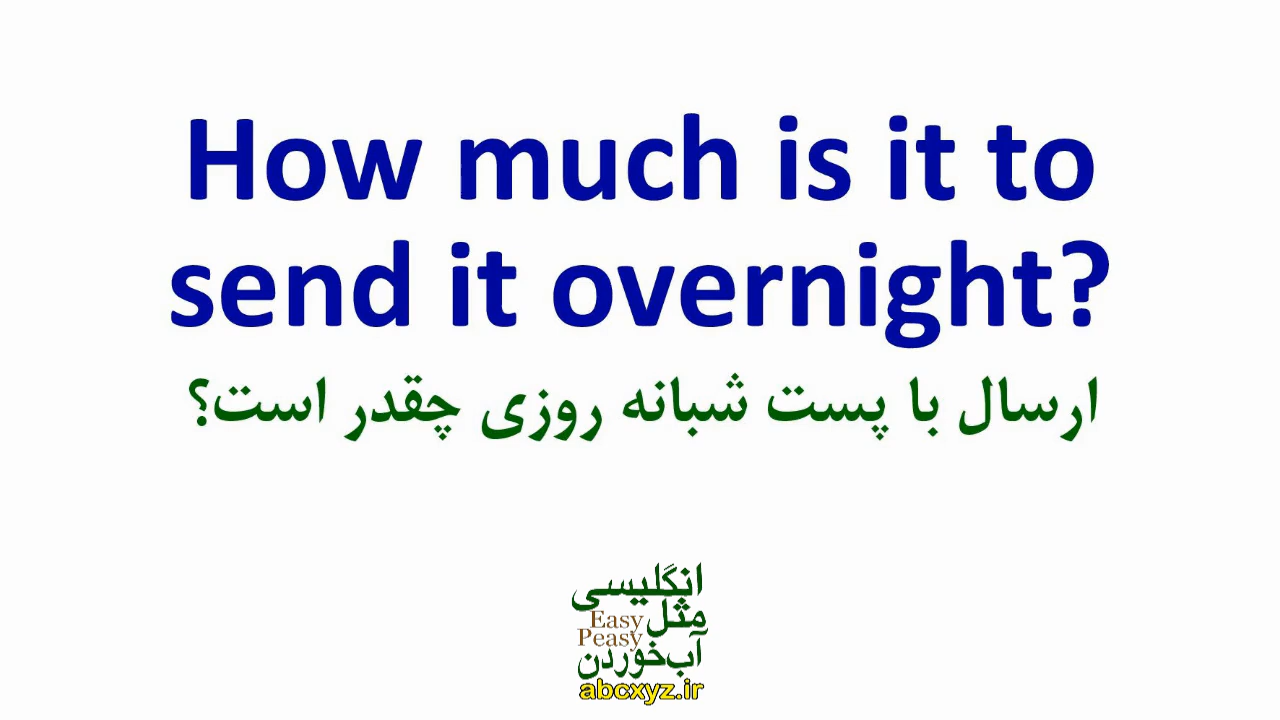 How much is it to
send it overnight?
ارسال با پست شبانه روزی چقدر است؟
انگلیسی
مثل
Easy
Peasy
آب‌خوردن
abcxyz.ir